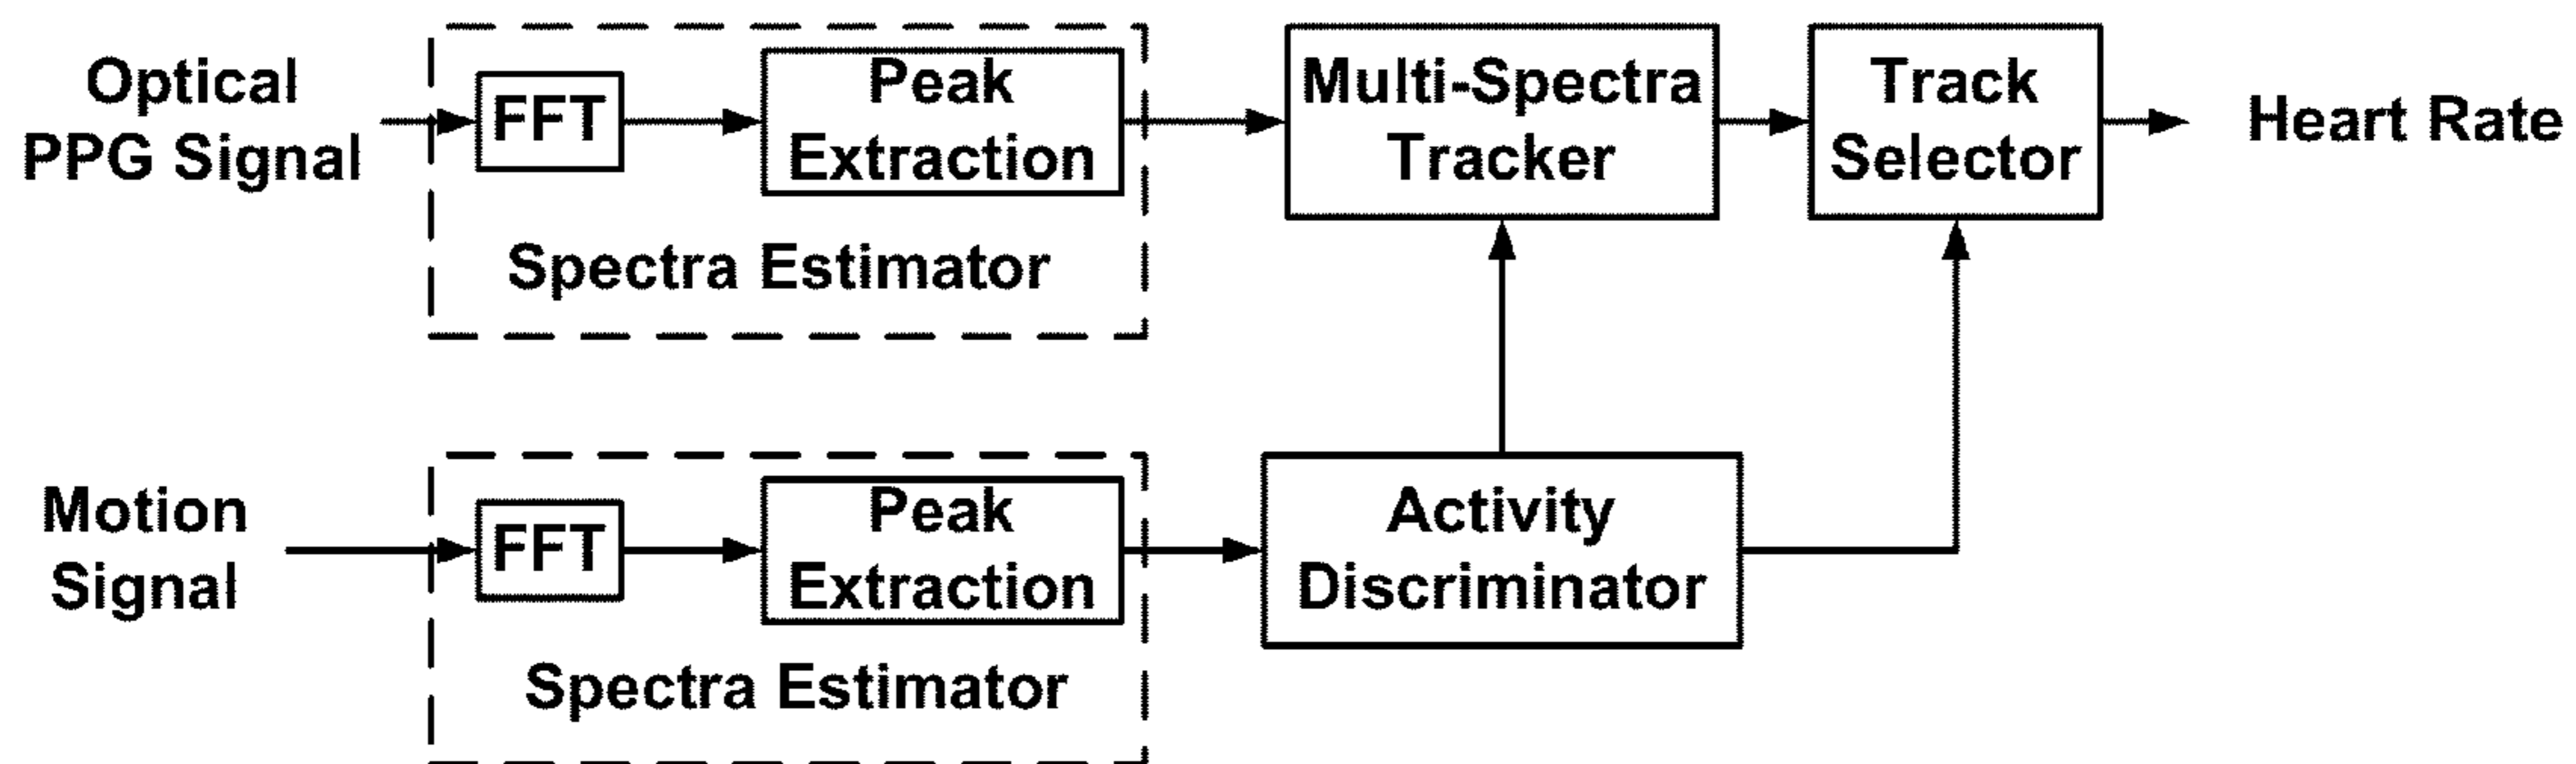 Optical
PPG Signal
FFT
Peak
Extraction
Spectra Estimator
Multi-Spectra
Tracker
Track
Selector
Heart Rate
Motion
Signal
FFT
Peak
Extraction
Spectra Estimator
Activity
Discriminator